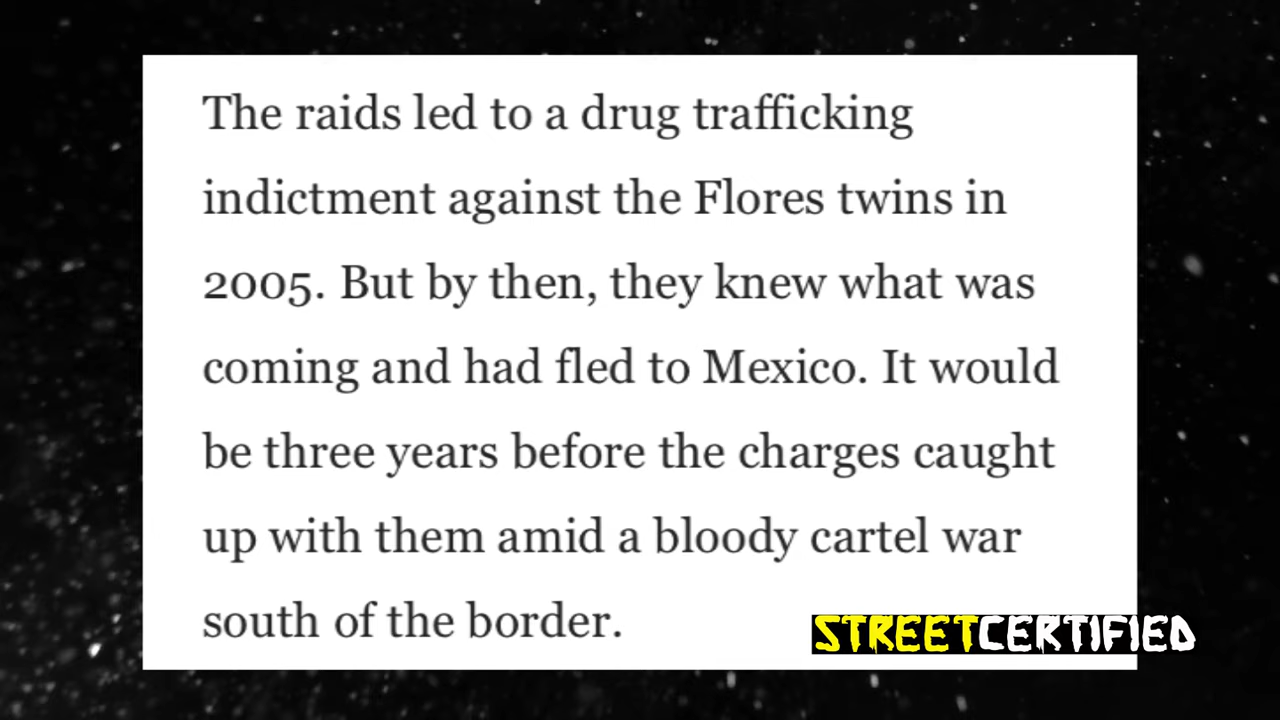 The raids led to a drug trafficking
indictment against the Flores twins in
2005. But by then, they knew what was
coming and had fled to Mexico. It would
be three years before the charges caught
up with them amid a bloody cartel war
south of the border.
STREETCERTIFIED